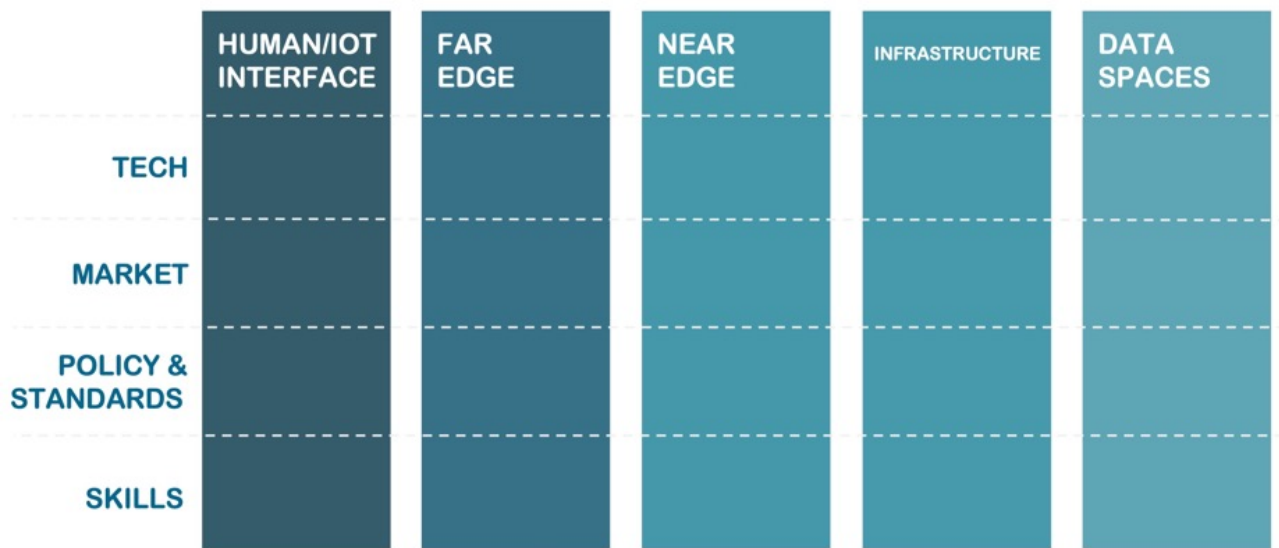 HUMAN/IOT
INTERFACE
FAR
EDGE
NEAR
EDGE
INFRASTRUCTURE
DATA
SPACES
TECH
MARKET
POLICY &
STANDARDS
SKILLS